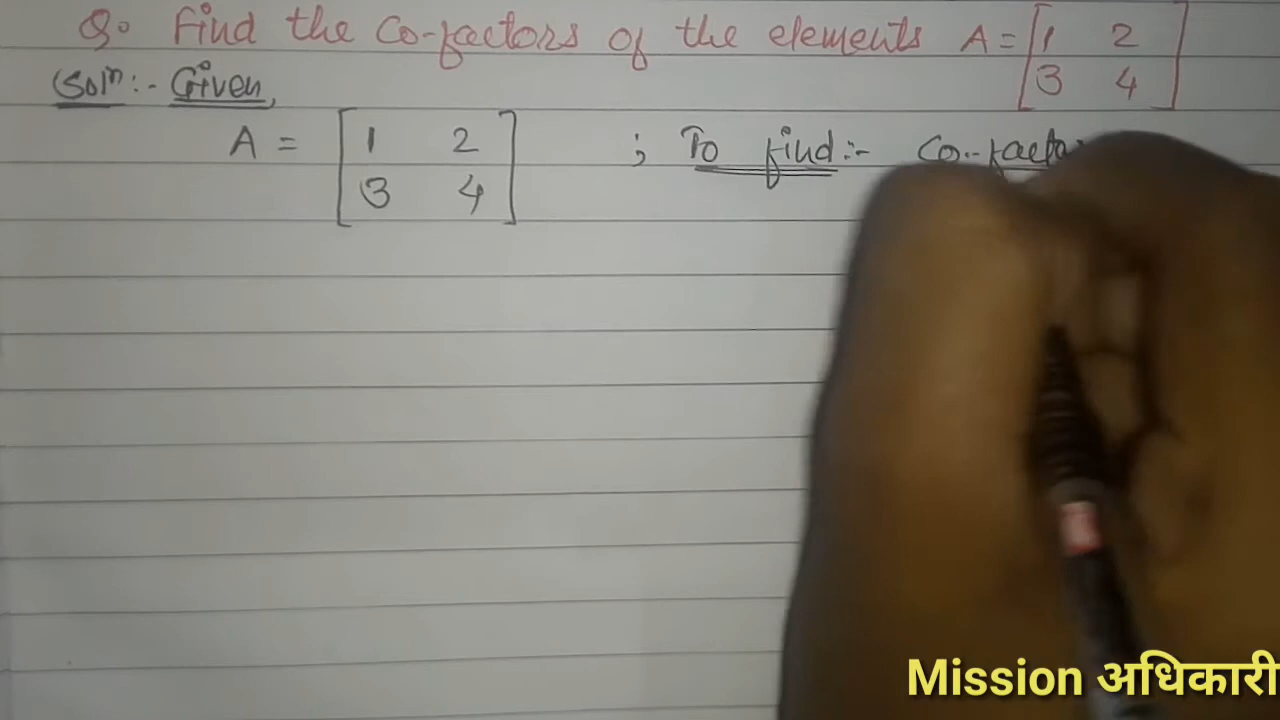 Q. Find the Co-factors of the elements A = [1 2
3 4]
Solⁿ:- Given,
A = [1 2
3 4] ; To find:- Co-
Mission अधिकारी